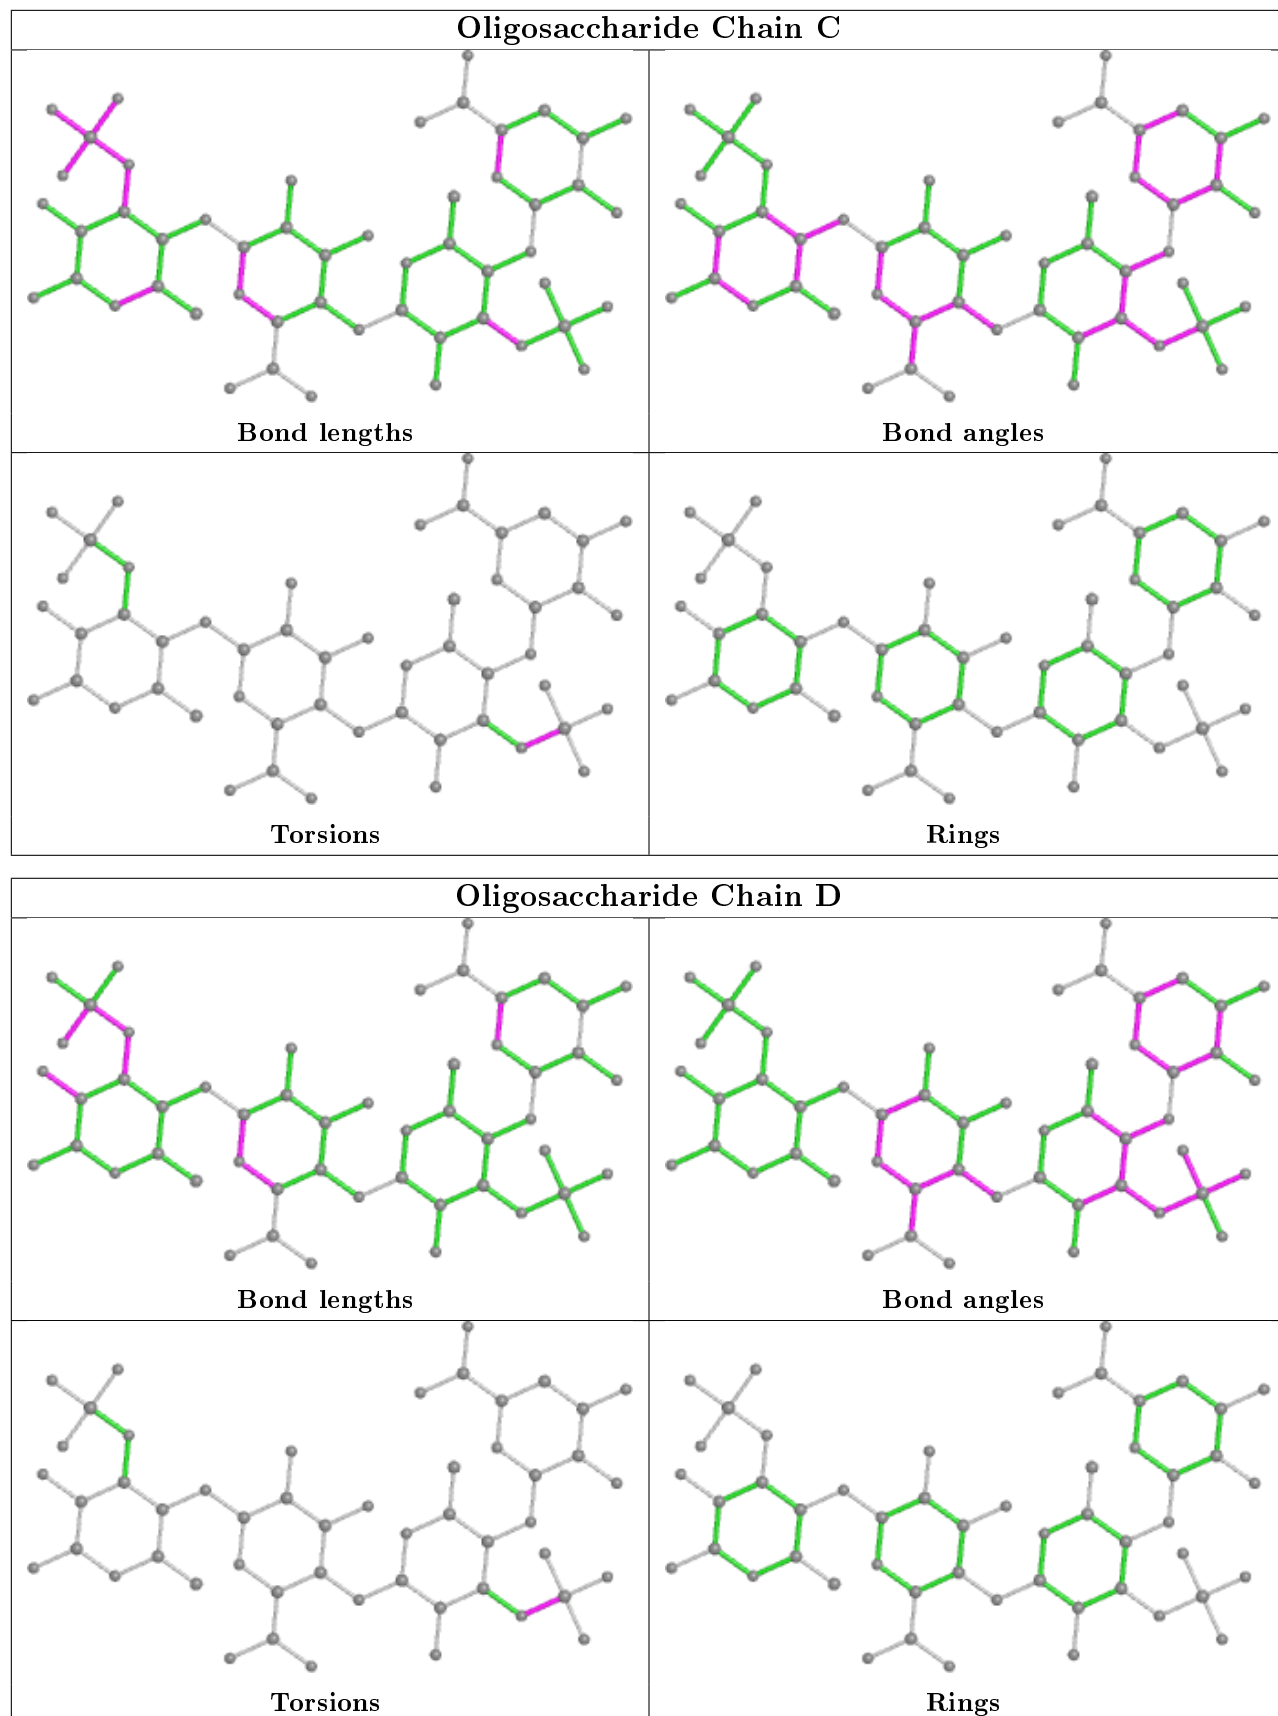 Oligosaccharide Chain C
Bond lengths
Bond angles
Torsions
Rings
Oligosaccharide Chain D
Bond lengths
Bond angles
Torsions
Rings